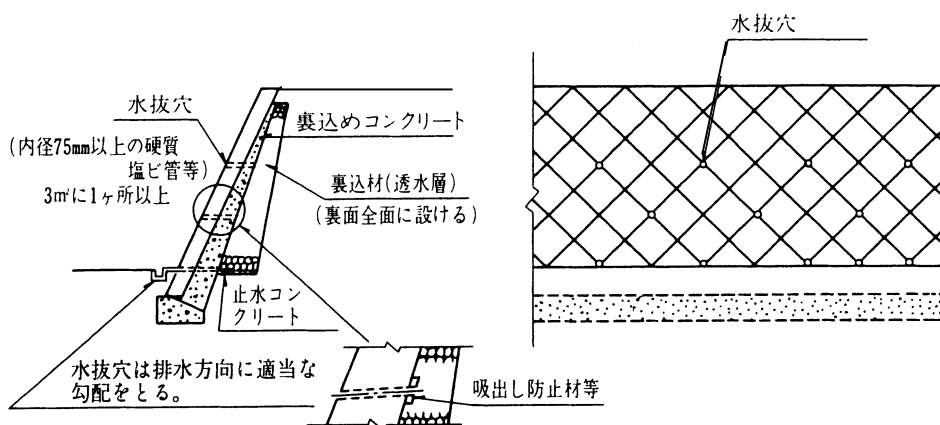 水抜穴
水抜穴
(内径75mm以上の硬質
塩ビ管等)
3㎡に1ヶ所以上
裏込めコンクリート
裏込材(透水層)
(裏面全面に設ける)
止水コン
クリート
水抜穴は排水方向に適当な
勾配をとる。
吸出し防止材等